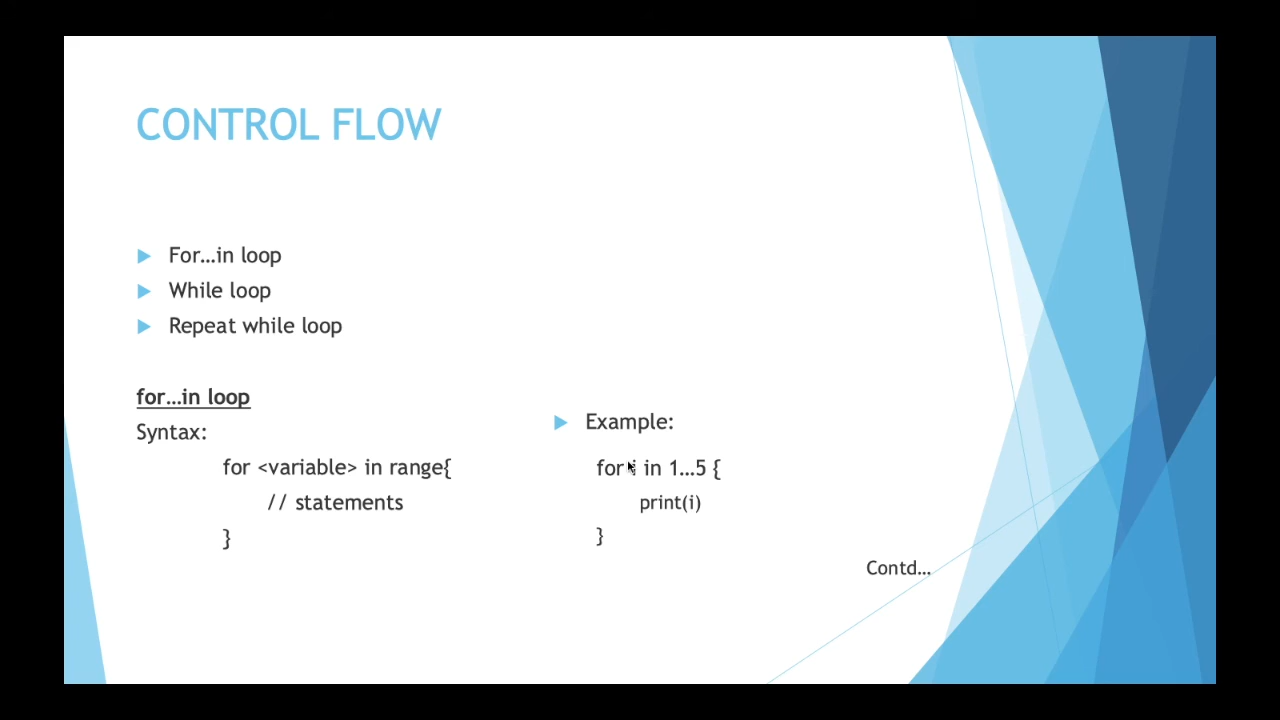 CONTROL FLOW
For...in loop
While loop
Repeat while loop
for...in loop
Syntax:
for <variable> in range{
// statements
}
Example:
for i in 1...5 {
print(i)
}
Contd...